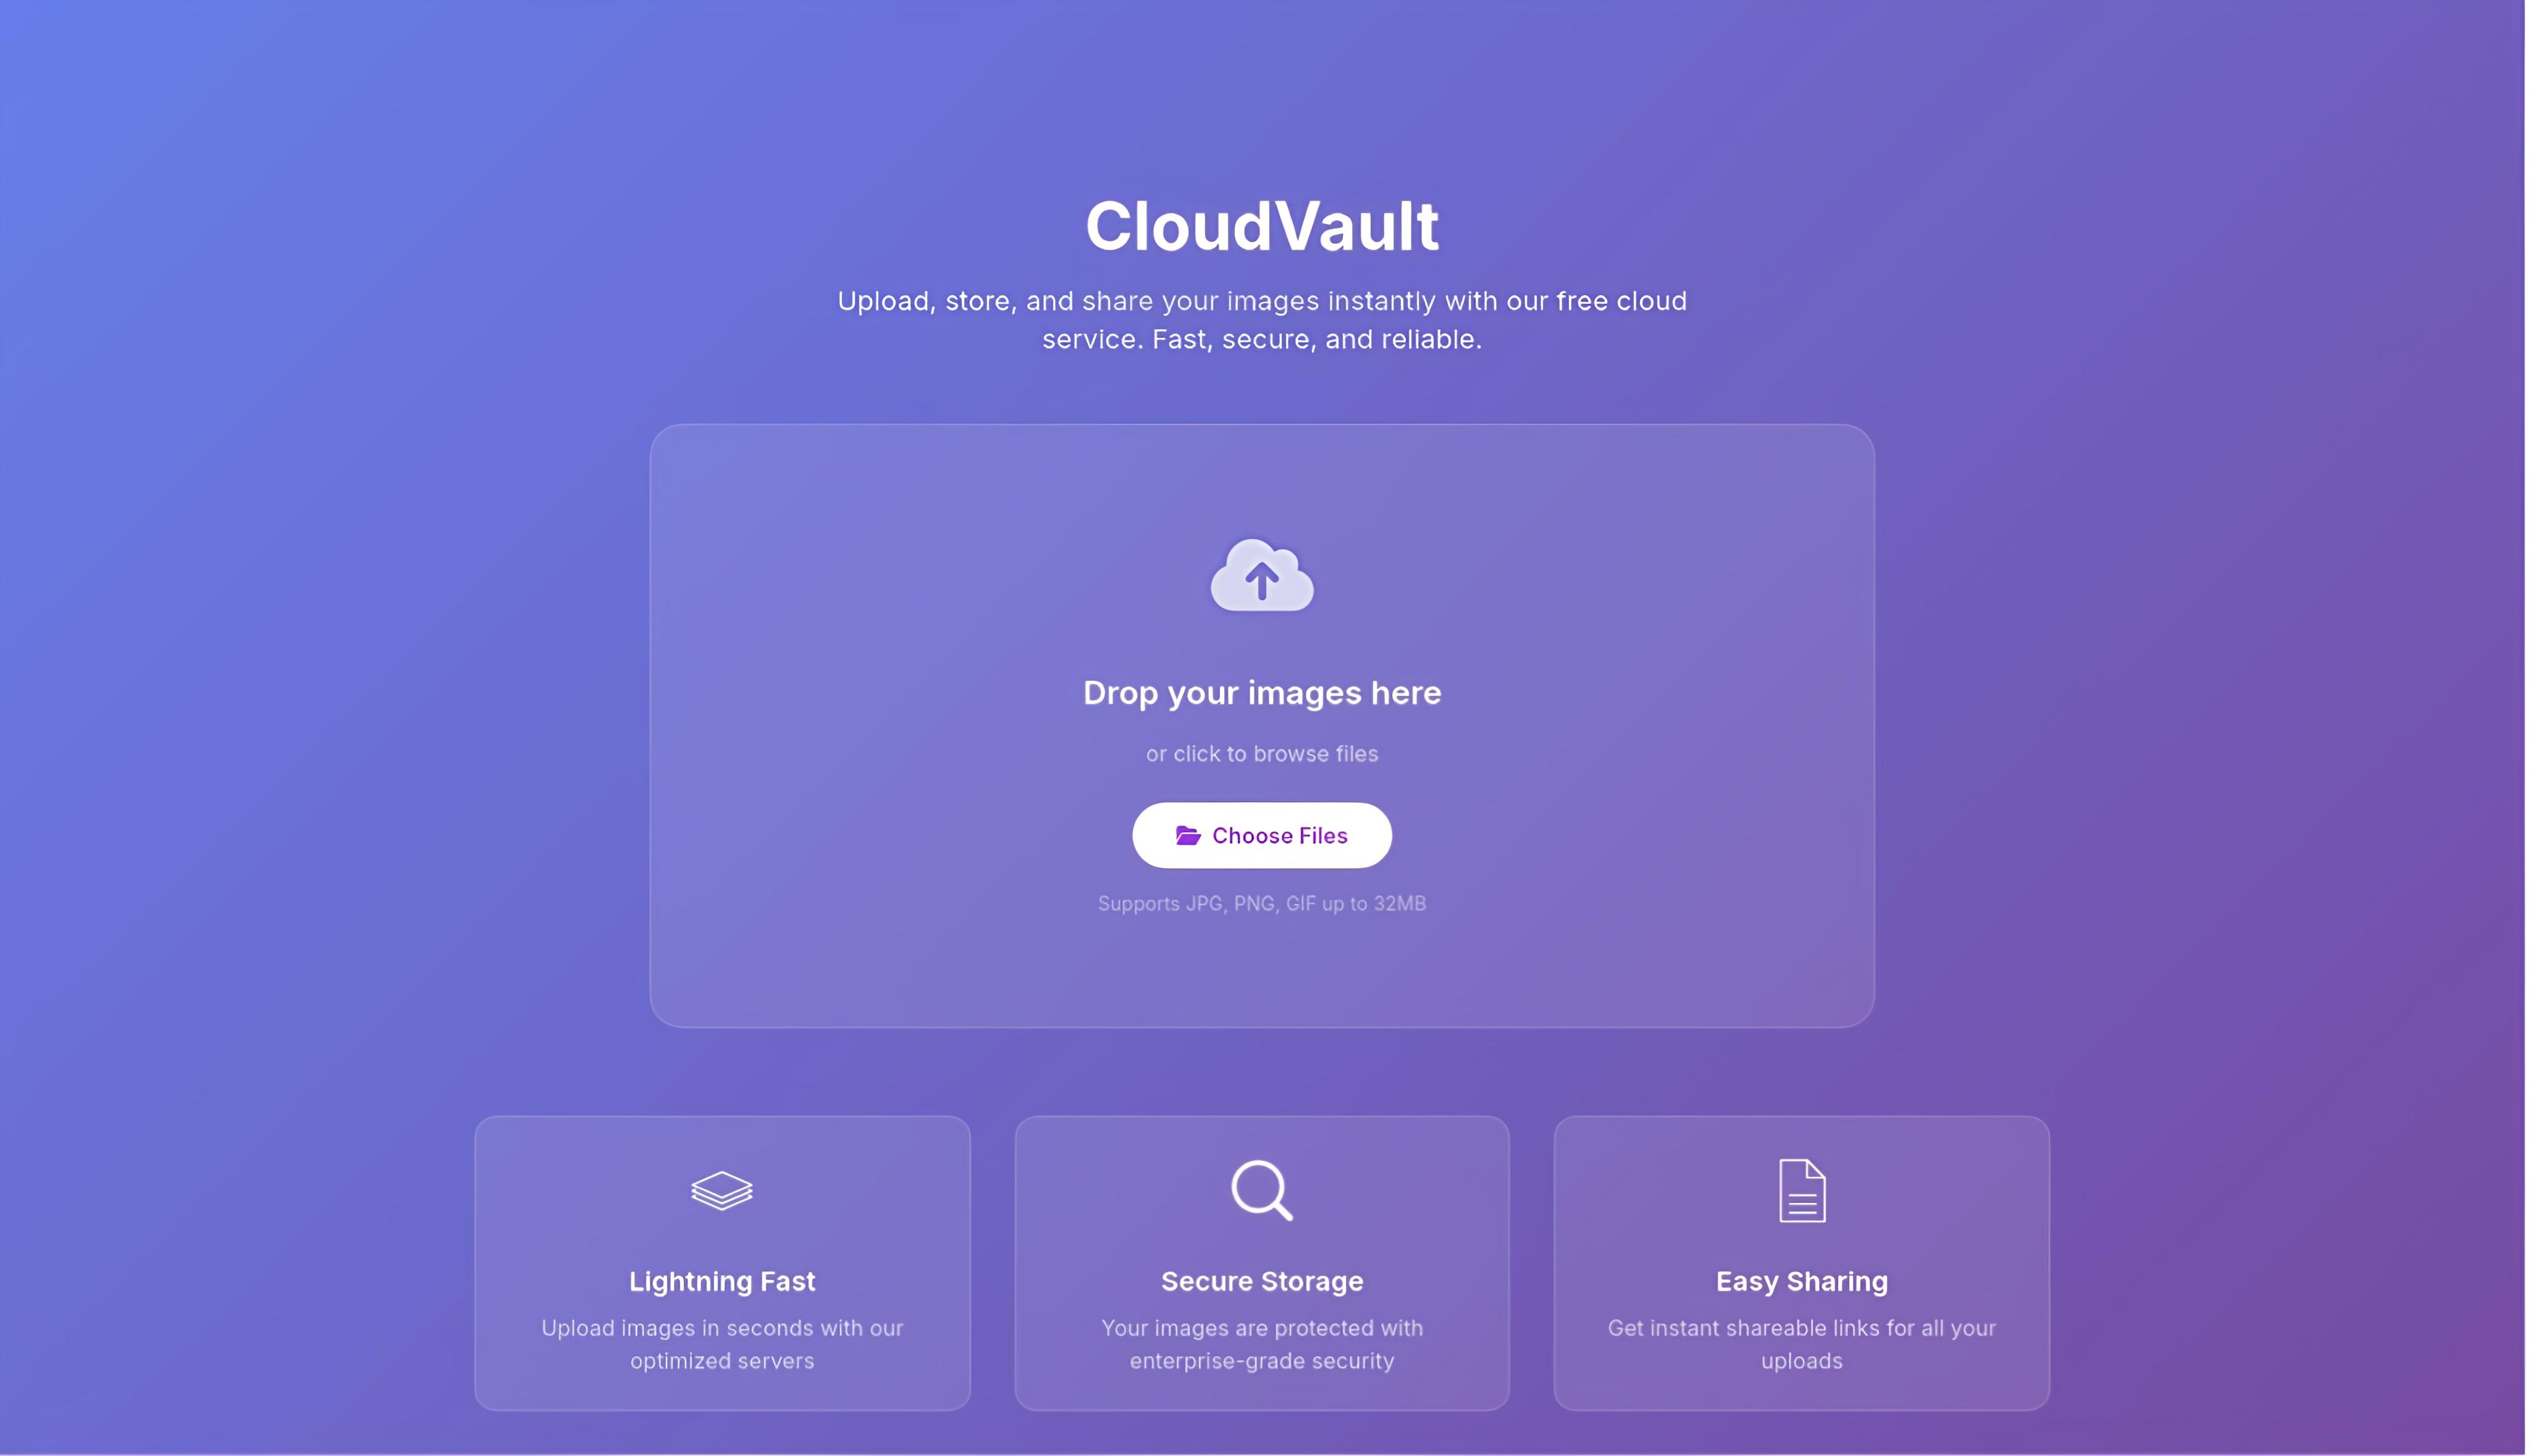 CloudVault
Upload, store, and share your images instantly with our free cloud
service. Fast, secure, and reliable.
Drop your images here
or click to browse files
Choose Files
Supports JPG, PNG, GIF up to 32MB
Lightning Fast
Upload images in seconds with our
optimized servers
Secure Storage
Your images are protected with
enterprise-grade security
Easy Sharing
Get instant shareable links for all your
uploads